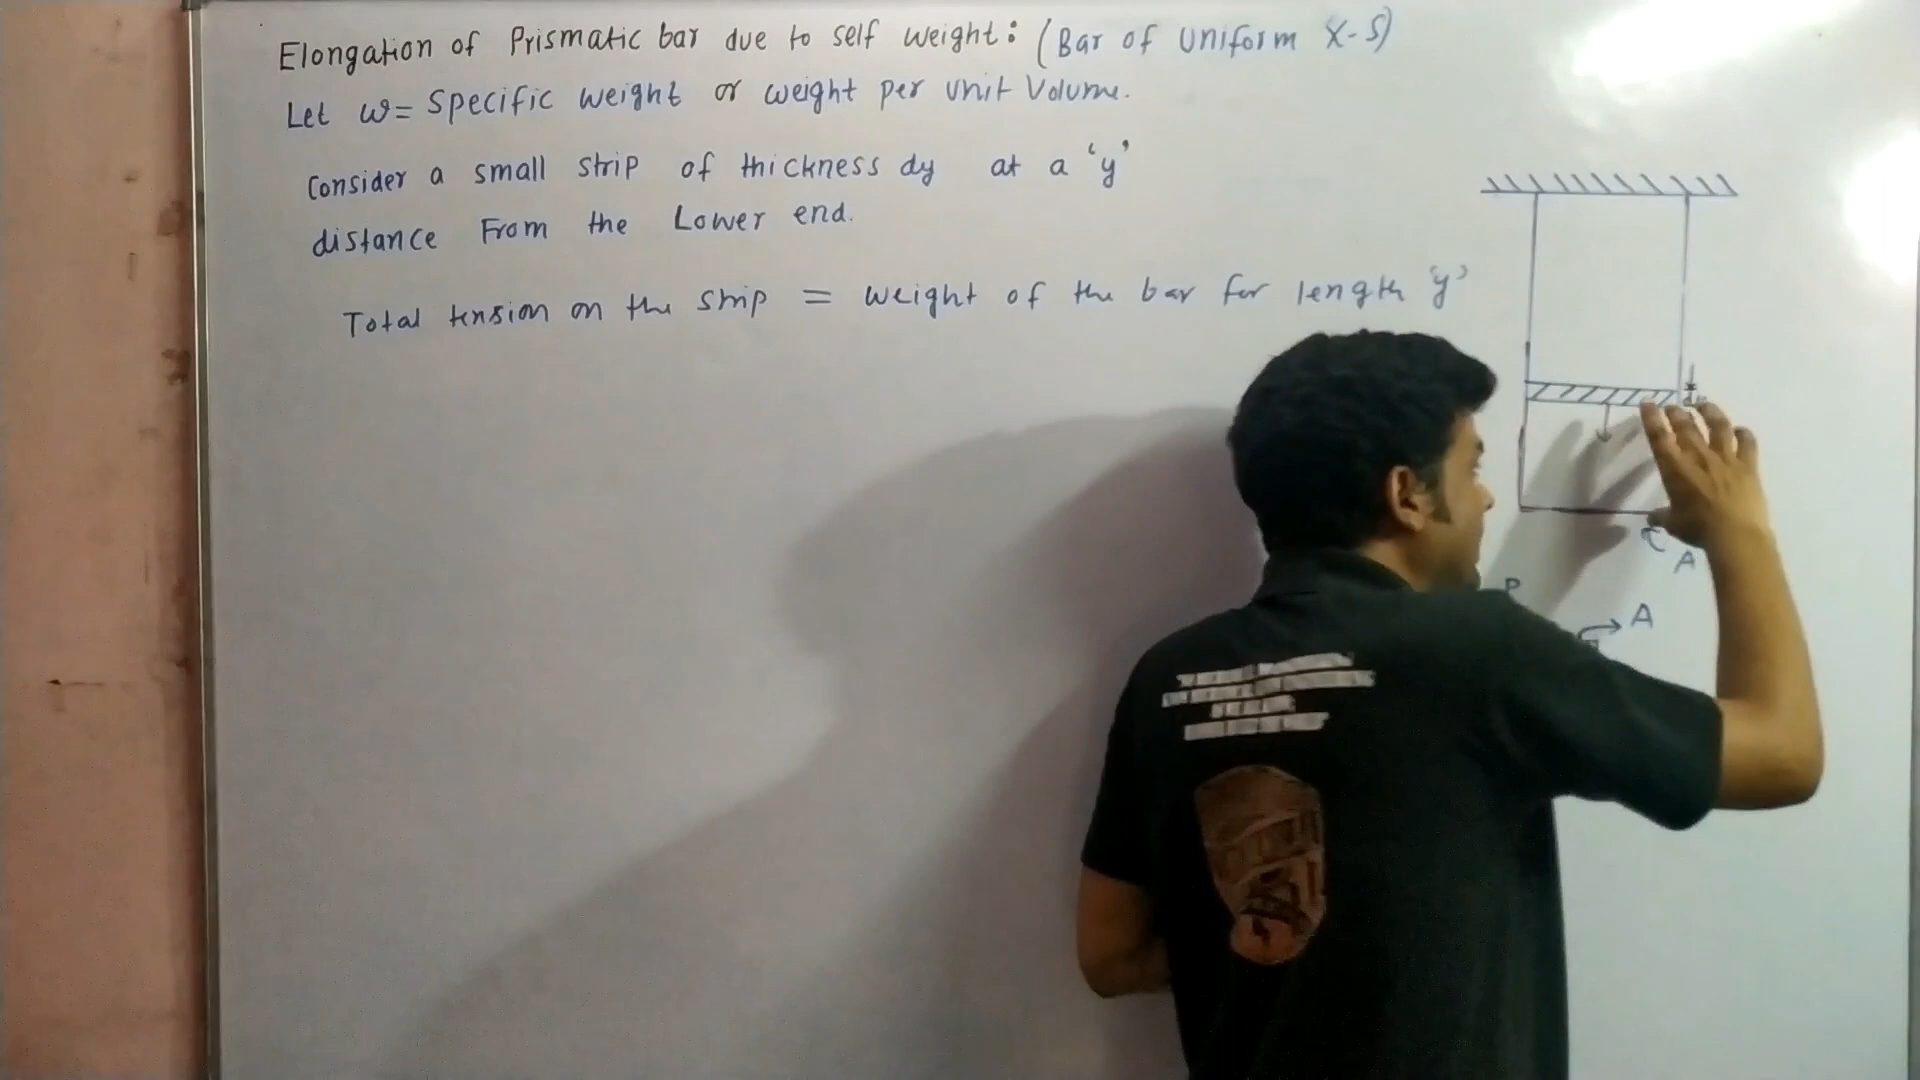 Elongation of Prismatic bar due to self weight: (Bar of Uniform X-S)
Let w = Specific weight or weight per unit Volume.
Consider a small strip of thickness dy at a 'y'
distance From the Lower end.
Total tension on the strip = weight of the bar for length 'y'
dy
A
P
A